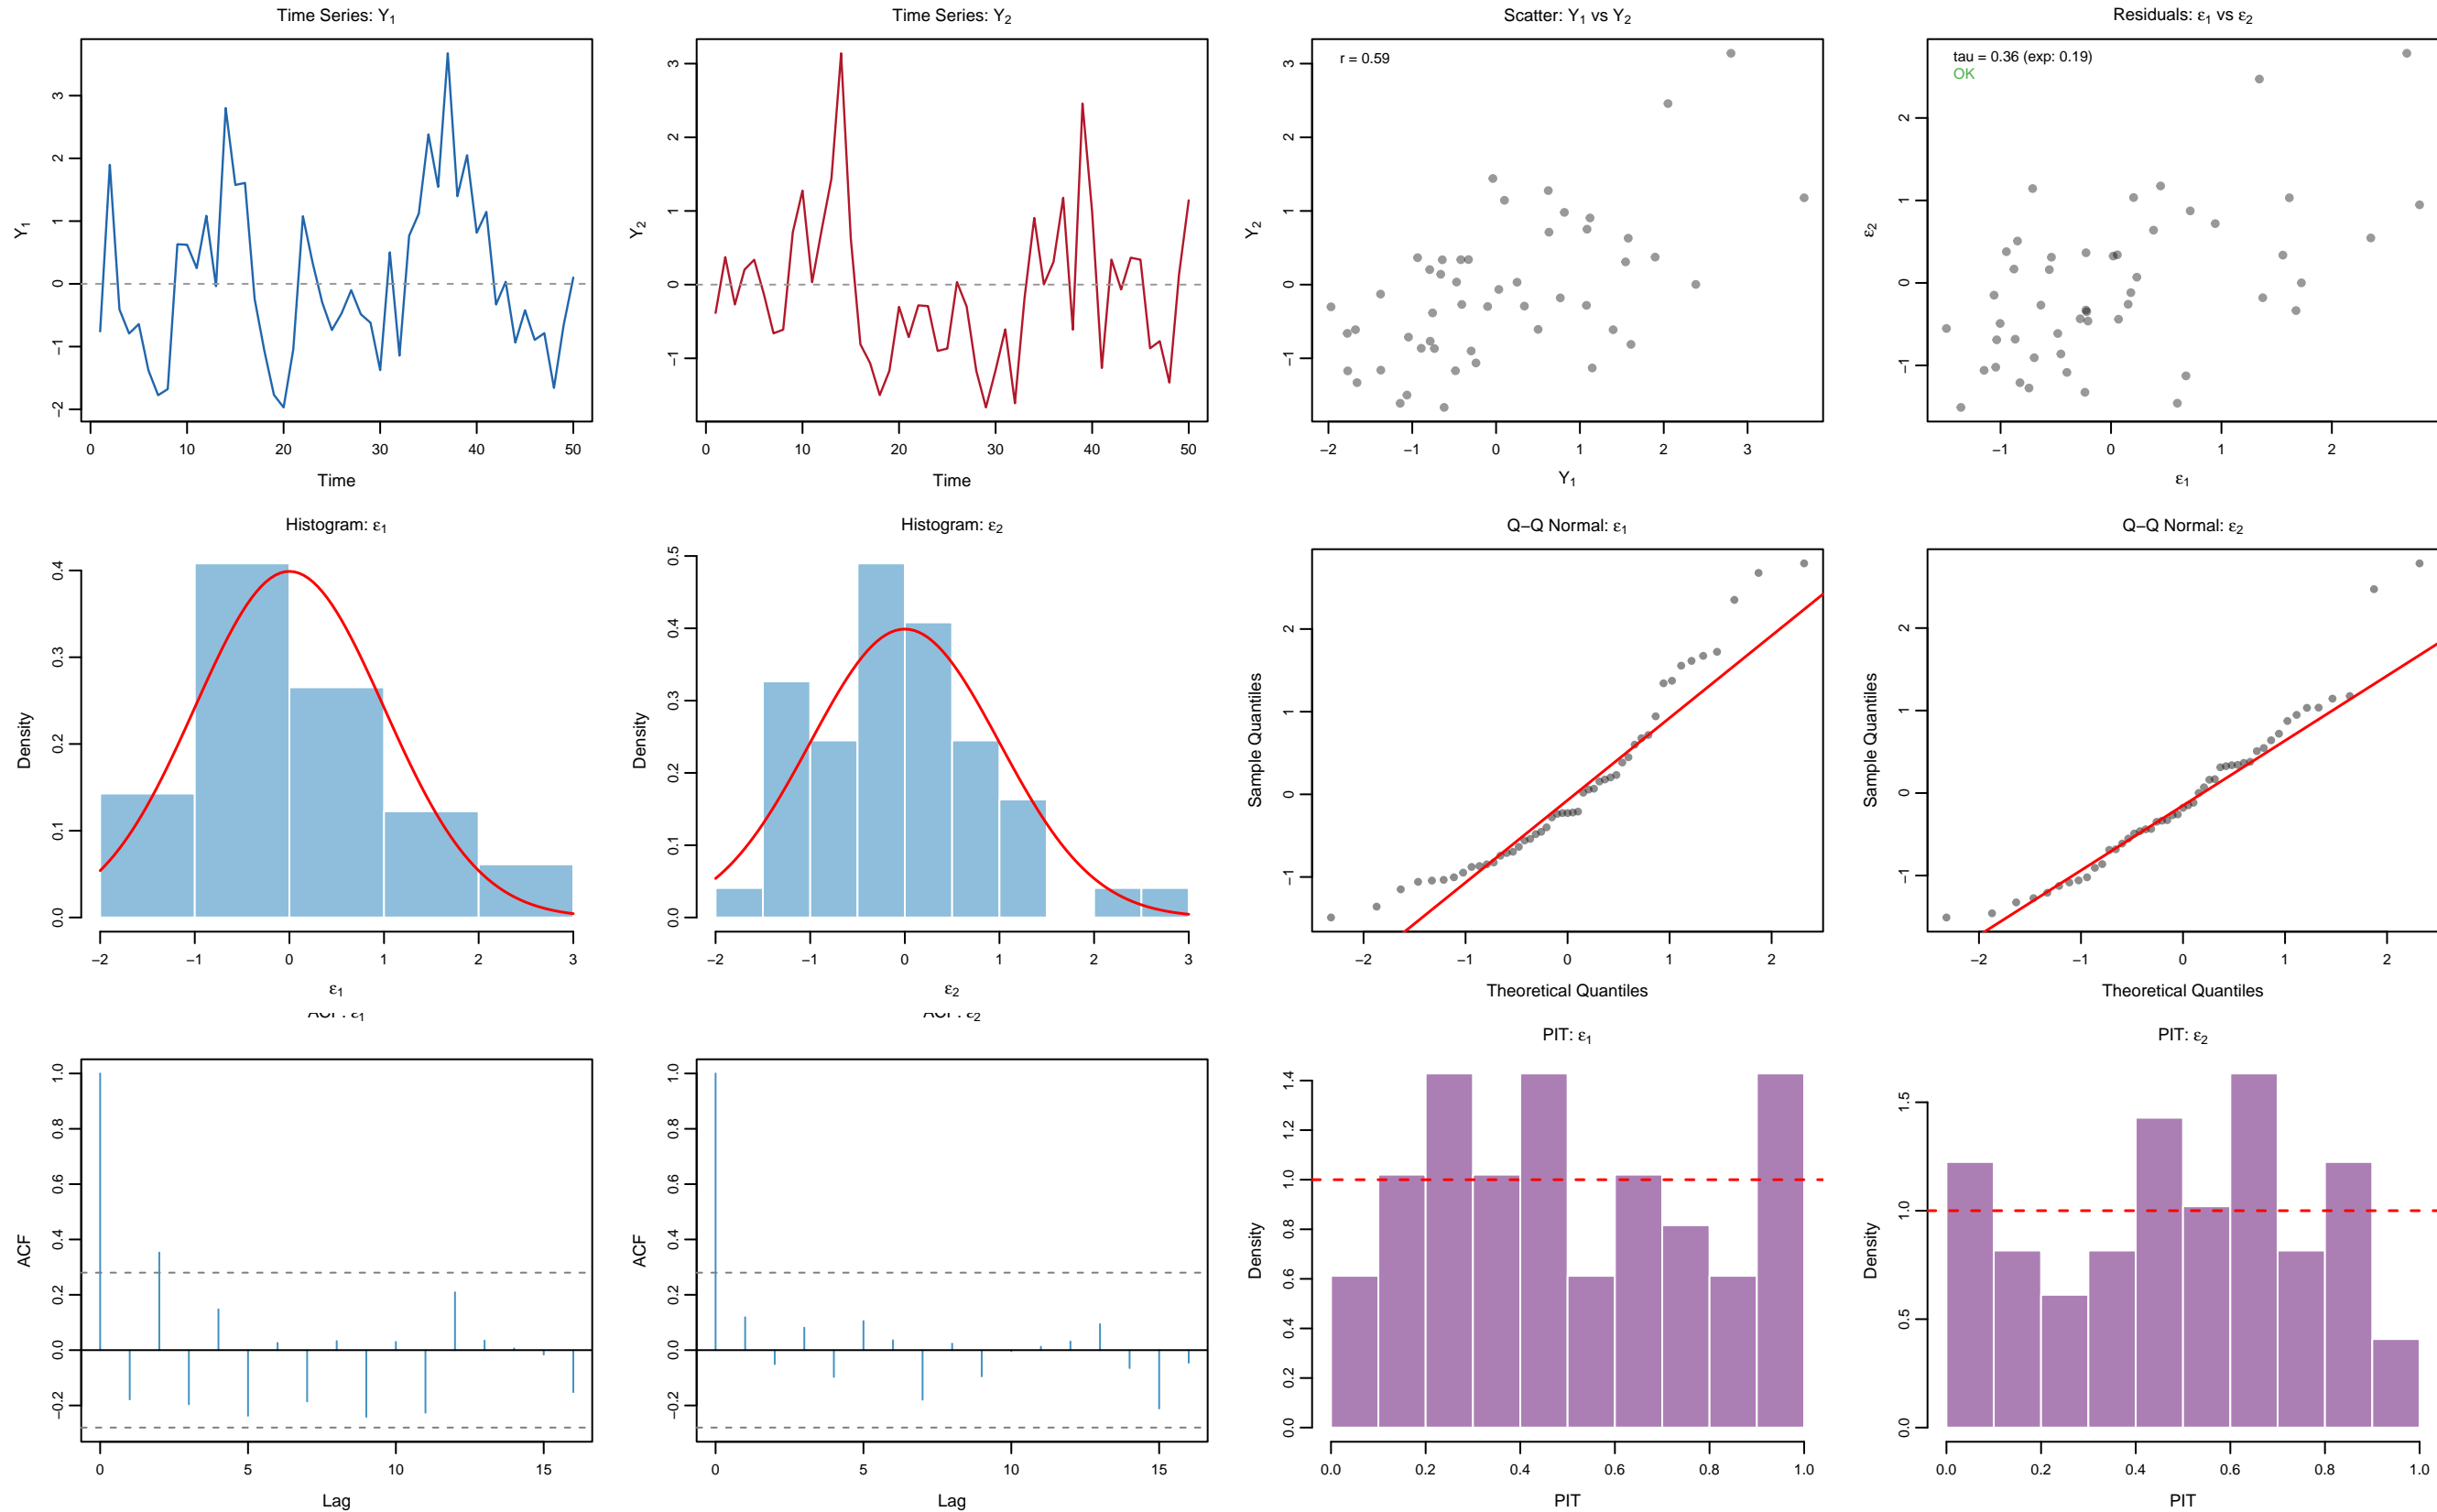 Time Series: Y1
Y1
3
2
1
0
−1
−2
0 10 20 30 40 50
Time
Time Series: Y2
Y2
3
2
1
0
−1
0 10 20 30 40 50
Time
Scatter: Y1 vs Y2
r = 0.59
Y2
3
2
1
0
−1
−2 −1 0 1 2 3
Y1
Residuals: ε1 vs ε2
tau = 0.36 (exp: 0.19)
OK
ε2
2
1
0
−1
−1 0 1 2
ε1
Histogram: ε1
Density
0.4
0.3
0.2
0.1
0.0
−2 −1 0 1 2 3
ε1
Histogram: ε2
Density
0.5
0.4
0.3
0.2
0.1
0.0
−2 −1 0 1 2 3
ε2
Q−Q Normal: ε1
Sample Quantiles
2
1
0
−1
−2 −1 0 1 2
Theoretical Quantiles
Q−Q Normal: ε2
Sample Quantiles
2
1
0
−1
−2 −1 0 1 2
Theoretical Quantiles
ACF: ε1
ACF
1.0
0.8
0.6
0.4
0.2
0.0
−0.2
0 5 10 15
Lag
ACF: ε2
ACF
1.0
0.8
0.6
0.4
0.2
0.0
−0.2
0 5 10 15
Lag
PIT: ε1
Density
1.4
1.2
1.0
0.8
0.6
0.4
0.2
0.0
0.0 0.2 0.4 0.6 0.8 1.0
PIT
PIT: ε2
Density
1.5
1.0
0.5
0.0
0.0 0.2 0.4 0.6 0.8 1.0
PIT